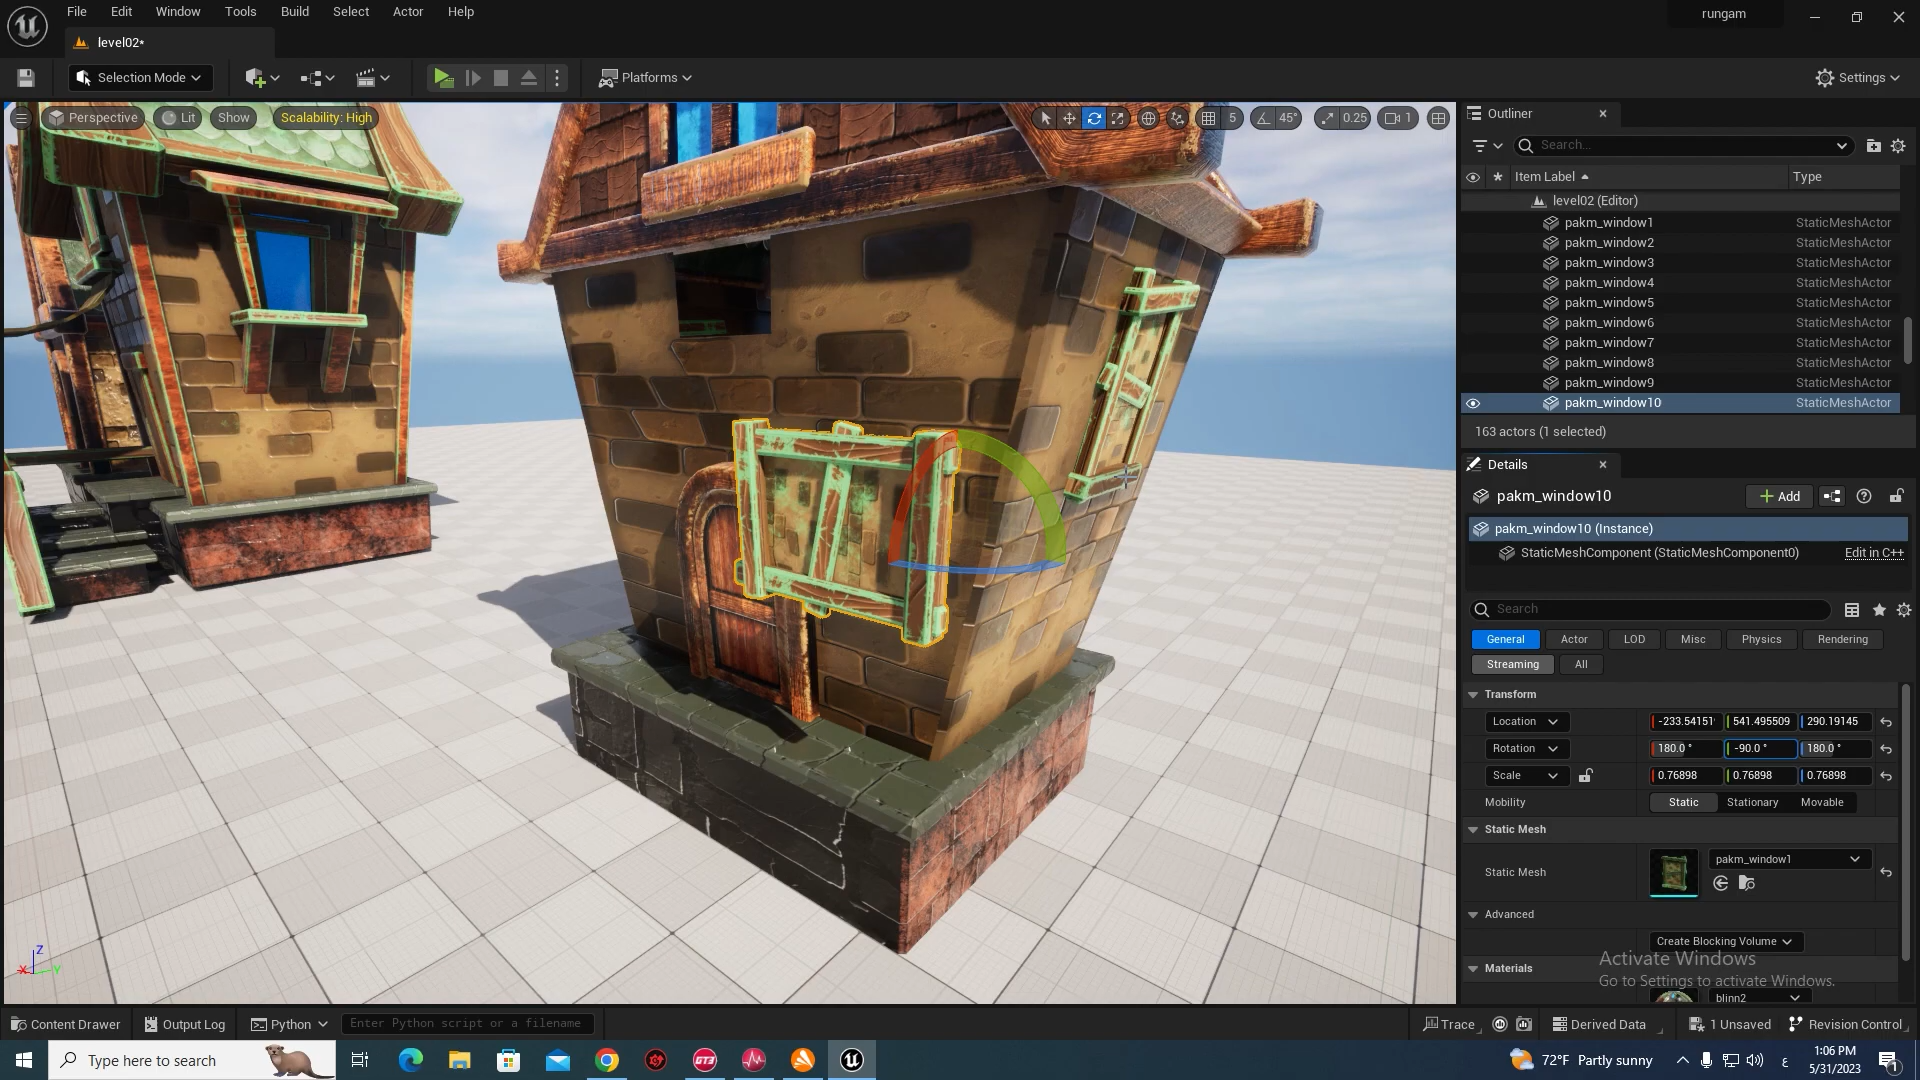 File Edit Window Tools Build Select Actor Help
rungam
level02*
Selection Mode
Platforms
Settings
Perspective Lit Show Scalability: High
5 45° 0.25 1
Outliner
Search...
Item Label Type
level02 (Editor)
pakm_window1 StaticMeshActor
pakm_window2 StaticMeshActor
pakm_window3 StaticMeshActor
pakm_window4 StaticMeshActor
pakm_window5 StaticMeshActor
pakm_window6 StaticMeshActor
pakm_window7 StaticMeshActor
pakm_window8 StaticMeshActor
pakm_window9 StaticMeshActor
pakm_window10 StaticMeshActor
163 actors (1 selected)
Details
pakm_window10
Add
pakm_window10 (Instance)
StaticMeshComponent (StaticMeshComponent0) Edit in C++
Search
General Actor LOD Misc Physics Rendering
Streaming All
Transform
Location -233.54151 541.495509 290.19145
Rotation 180.0 ° -90.0 ° 180.0 °
Scale 0.76898 0.76898 0.76898
Mobility Static Stationary Movable
Static Mesh
Static Mesh pakm_window1
Advanced
Create Blocking Volume
Materials
blinn2
Activate Windows
Go to Settings to activate Windows.
Z
X Y
Content Drawer Output Log Python Enter Python script or a filename
Trace Derived Data 1 Unsaved Revision Control
Type here to search
GT3
72°F Partly sunny
ع
1:06 PM
5/31/2023
1